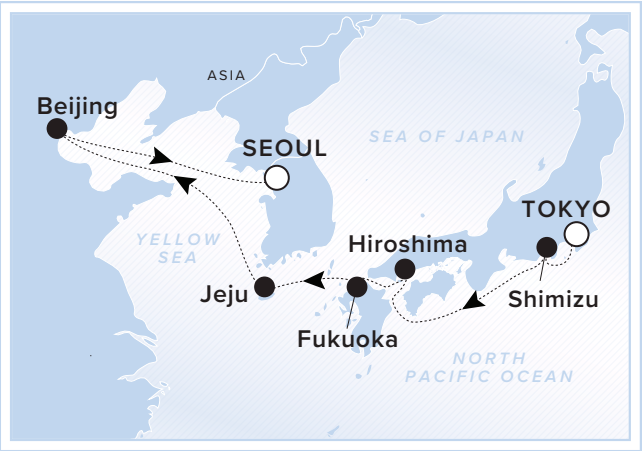 ASIA
Beijing
SEOUL
SEA OF JAPAN
TOKYO
YELLOW
SEA
Hiroshima
Jeju
Shimizu
Fukuoka
NORTH
PACIFIC OCEAN